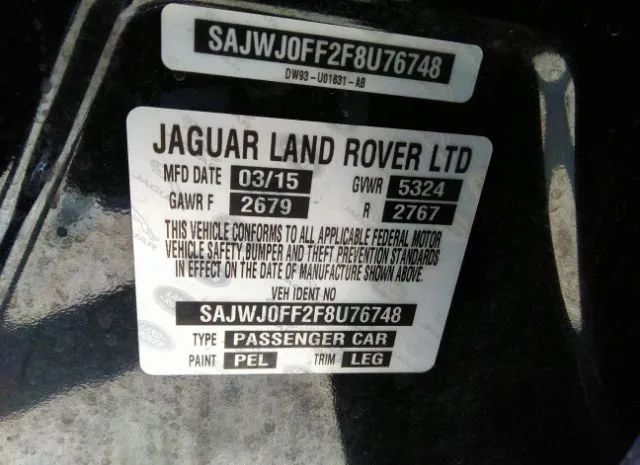 SAJWJ0FF2F8U76748
DW93-U01631-AB
JAGUAR LAND ROVER LTD
MFD DATE 03/15 GVWR 5324
GAWR F 2679 R 2767
THIS VEHICLE CONFORMS TO ALL APPLICABLE FEDERAL MOTOR
VEHICLE SAFETY, BUMPER AND THEFT PREVENTION STANDARDS
IN EFFECT ON THE DATE OF MANUFACTURE SHOWN ABOVE.
VEH IDENT NO
SAJWJ0FF2F8U76748
TYPE PASSENGER CAR
PAINT PEL TRIM LEG